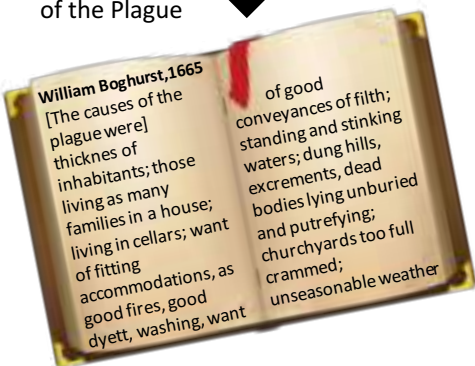 of the Plague
William Boghurst,1665
[The causes of the
plague were]
thicknes of
inhabitants; those
living as many
families in a house;
living in cellars; want
of fitting
accommodations, as
good fires, good
dyett, washing, want
of good
conveyances of filth;
standing and stinking
waters; dung hills,
excrements, dead
bodies lying unburied
and putrefying;
churchyards too full
crammed;
unseasonable weather